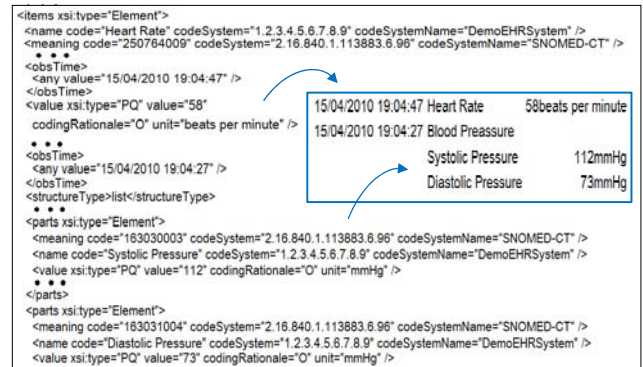 <items xsi:type="Element">
<name code="Heart Rate" codeSystem="1.2.3.4.5.6.7.8.9" codeSystemName="DemoEHRSystem" />
<meaning code="250764009" codeSystem="2.16.840.1.113883.6.96" codeSystemName="SNOMED-CT" />
• • •
<obsTime>
<any value="15/04/2010 19:04:47" />
</obsTime>
<value xsi:type="PQ" value="58"
codingRationale="O" unit="beats per minute" />
• • •
<obsTime>
<any value="15/04/2010 19:04:27" />
</obsTime>
<structureType>list</structureType>
• • •
<parts xsi:type="Element">
<meaning code="163030003" codeSystem="2.16.840.1.113883.6.96" codeSystemName="SNOMED-CT" />
<name code="Systolic Pressure" codeSystem="1.2.3.4.5.6.7.8.9" codeSystemName="DemoEHRSystem" />
<value xsi:type="PQ" value="112" codingRationale="O" unit="mmHg" />
• • •
</parts>
<parts xsi:type="Element">
<meaning code="163031004" codeSystem="2.16.840.1.113883.6.96" codeSystemName="SNOMED-CT" />
<name code="Diastolic Pressure" codeSystem="1.2.3.4.5.6.7.8.9" codeSystemName="DemoEHRSystem" />
<value xsi:type="PQ" value="73" codingRationale="O" unit="mmHg" />
15/04/2010 19:04:47 Heart Rate 58beats per minute
15/04/2010 19:04:27 Blood Preassure
Systolic Pressure 112mmHg
Diastolic Pressure 73mmHg